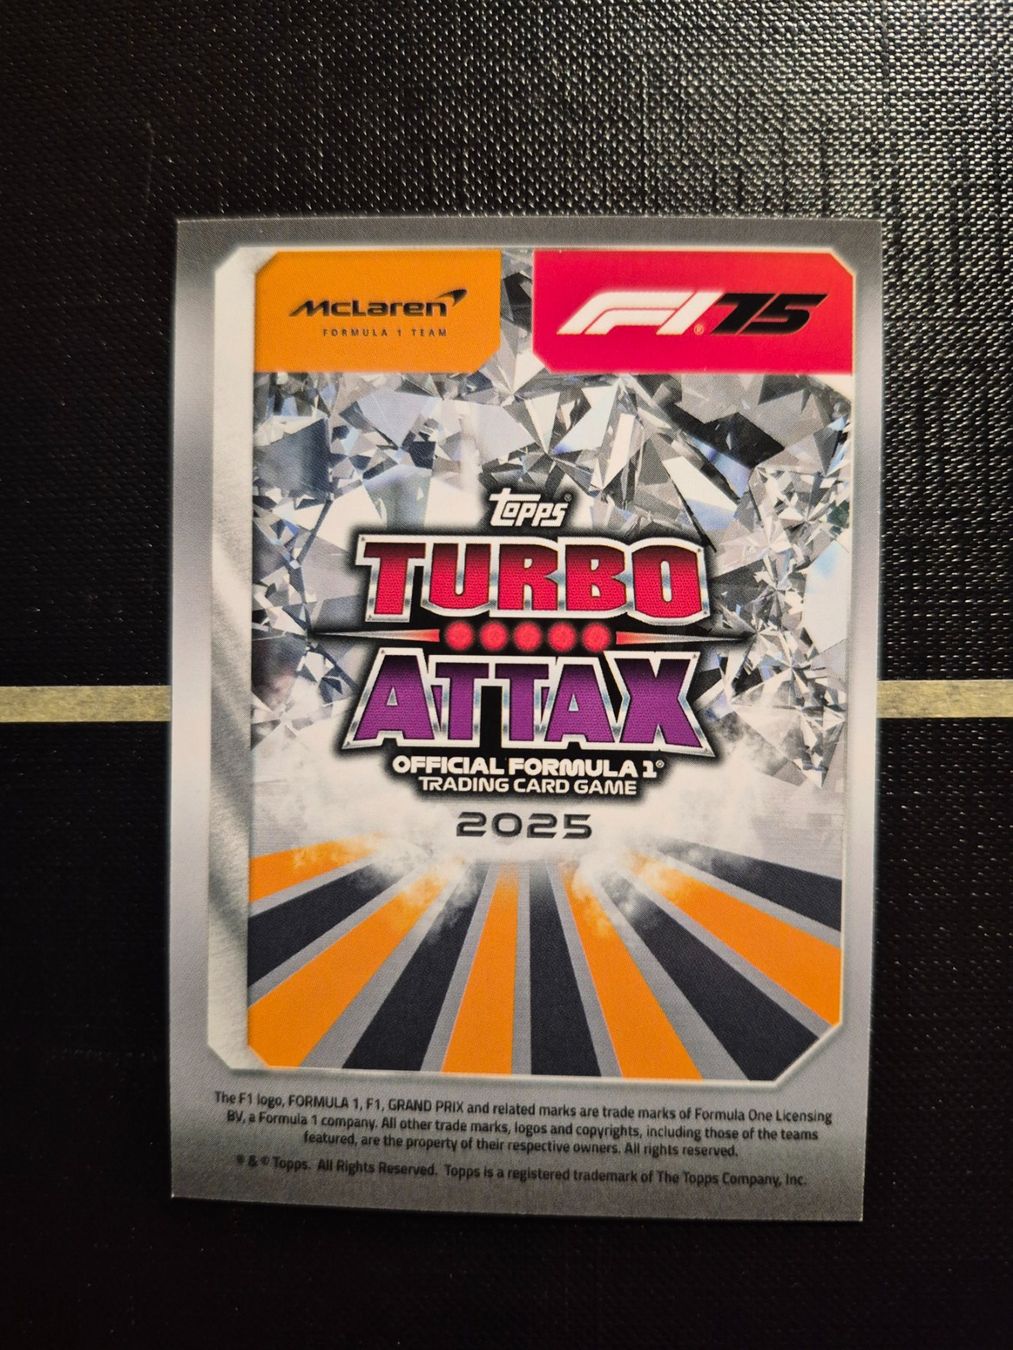 McLaren
FORMULA 1 TEAM
F1® 75
Topps®
TURBO
ATTAX
OFFICIAL FORMULA 1®
TRADING CARD GAME
2025
The F1 logo, FORMULA 1, F1, GRAND PRIX and related marks are trade marks of Formula One Licensing
BV, a Formula 1 company. All other trade marks, logos and copyrights, including those of the teams
featured, are the property of their respective owners. All rights reserved.
® & © Topps. All Rights Reserved. Topps is a registered trademark of The Topps Company, Inc.